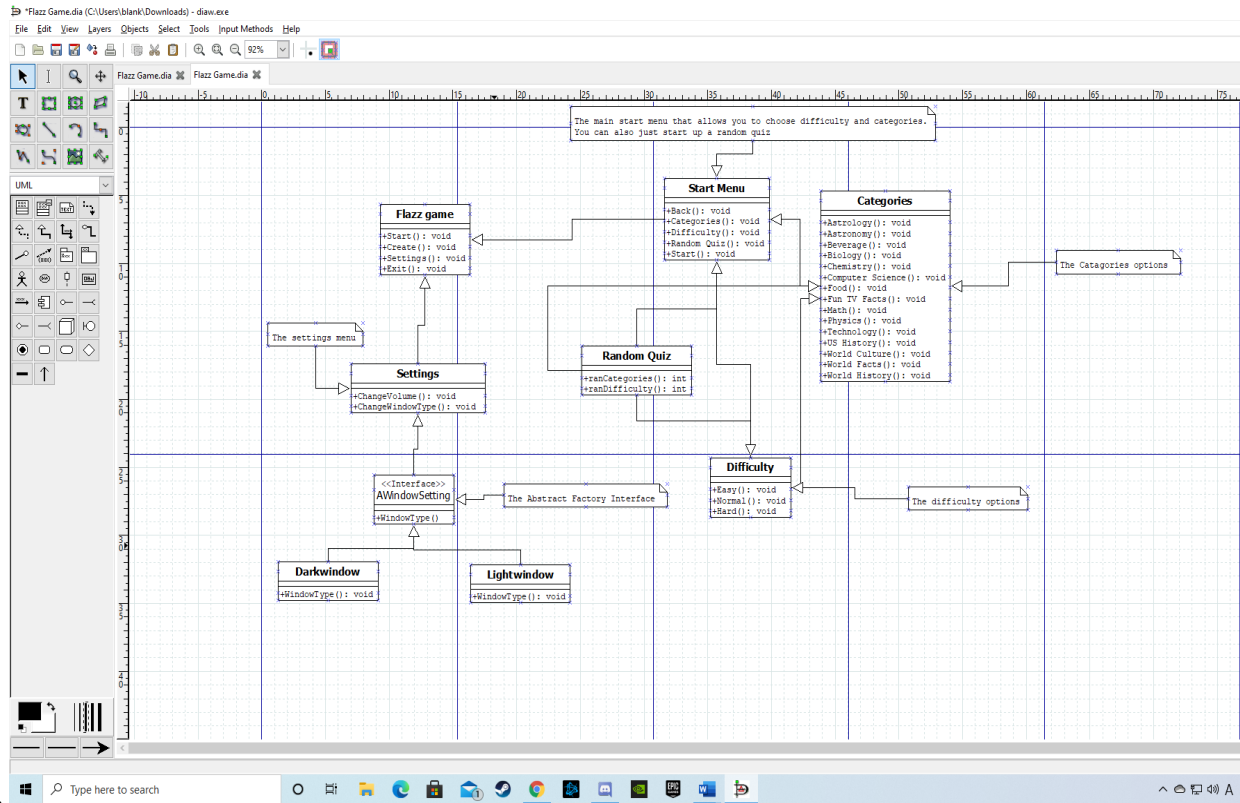 *Flazz Game.dia (C:\Users\blank\Downloads) - diaw.exe
File Edit View Layers Objects Select Tools Input Methods Help
92%
Flazz Game.dia Flazz Game.dia
UML
The main start menu that allows you to choose difficulty and categories.
You can also just start up a random quiz
Start Menu
+Back(): void
+Categories(): void
+Difficulty(): void
+Random Quiz(): void
+Start(): void
Flazz game
+Start(): void
+Create(): void
+Settings(): void
+Exit(): void
Categories
+Astrology(): void
+Astronomy(): void
+Beverage(): void
+Biology(): void
+Chemistry(): void
+Computer Science(): void
+Food(): void
+Fun TV Facts(): void
+Math(): void
+Physics(): void
+Technology(): void
+US History(): void
+World Culture(): void
+World Facts(): void
+World History(): void
The Catagories options
The settings menu
Settings
+ChangeVolume(): void
+ChangeWindowType(): void
Random Quiz
+ranCategories(): int
+ranDifficulty(): int
Difficulty
+Easy(): void
+Normal(): void
+Hard(): void
The difficulty options
<<Interface>>
AWindowSetting
+WindowType()
The Abstract Factory Interface
Darkwindow
+WindowType(): void
Lightwindow
+WindowType(): void
Type here to search